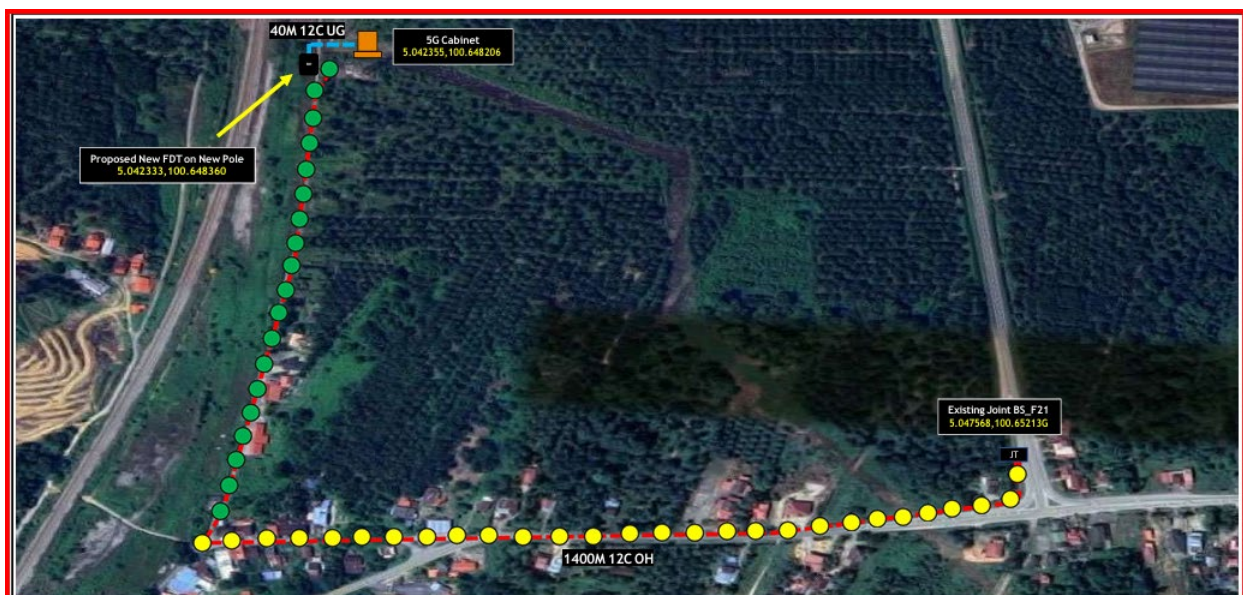 40M 12C UG
5G Cabinet
5.042355,100.648206
Proposed New FDT on New Pole
5.042333,100.648360
Existing Joint BS_F21
5.047568,100.65213G
JT
1400M 12C OH